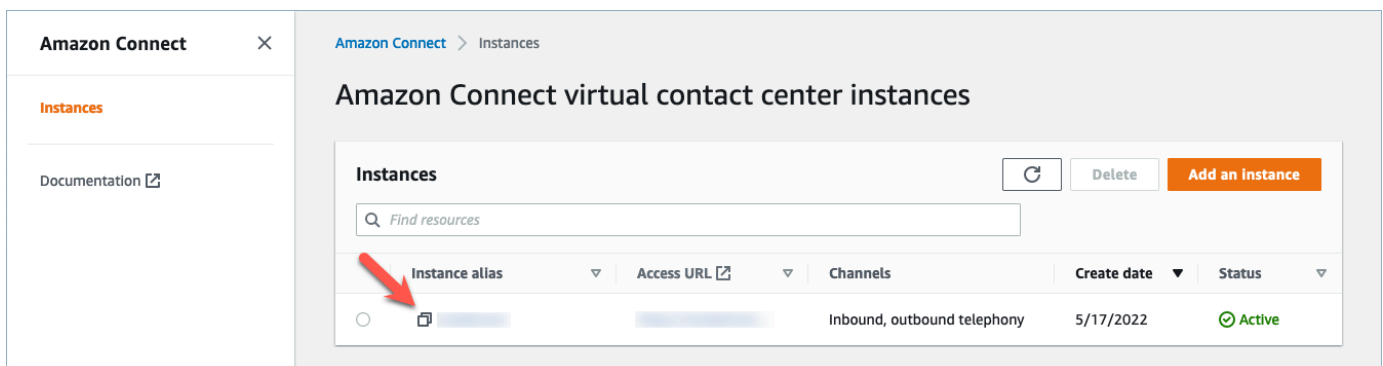 Amazon Connect
Instances
Documentation
Amazon Connect > Instances
Amazon Connect virtual contact center instances
Instances
Delete
Add an instance
Find resources
Instance alias Access URL Channels Create date Status
Inbound, outbound telephony 5/17/2022 Active